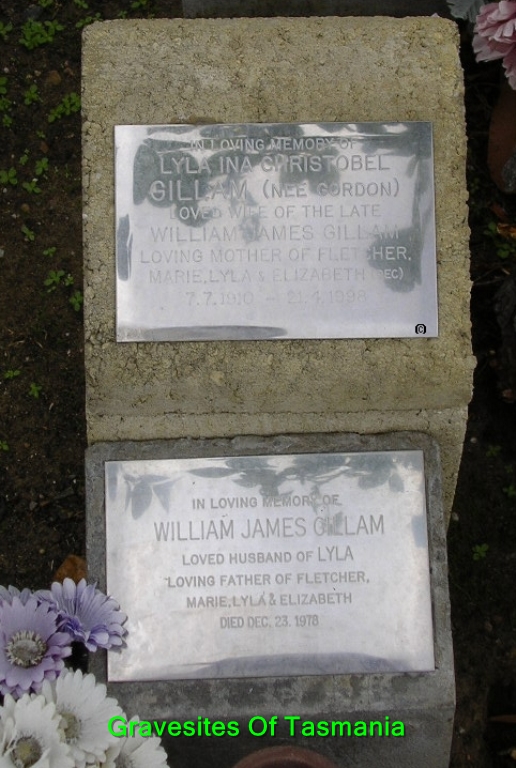 IN LOVING MEMORY OF
LYLA INA CHRISTOBEL
GILLAM (NEE GORDON)
LOVED WIFE OF THE LATE
WILLIAM JAMES GILLAM
LOVING MOTHER OF FLETCHER,
MARIE, LYLA & ELIZABETH (DEC)
7.7.1910 - 21.4.1998
©
IN LOVING MEMORY OF
WILLIAM JAMES GILLAM
LOVED HUSBAND OF LYLA
LOVING FATHER OF FLETCHER,
MARIE, LYLA & ELIZABETH
DIED DEC. 23. 1978
Gravesites Of Tasmania